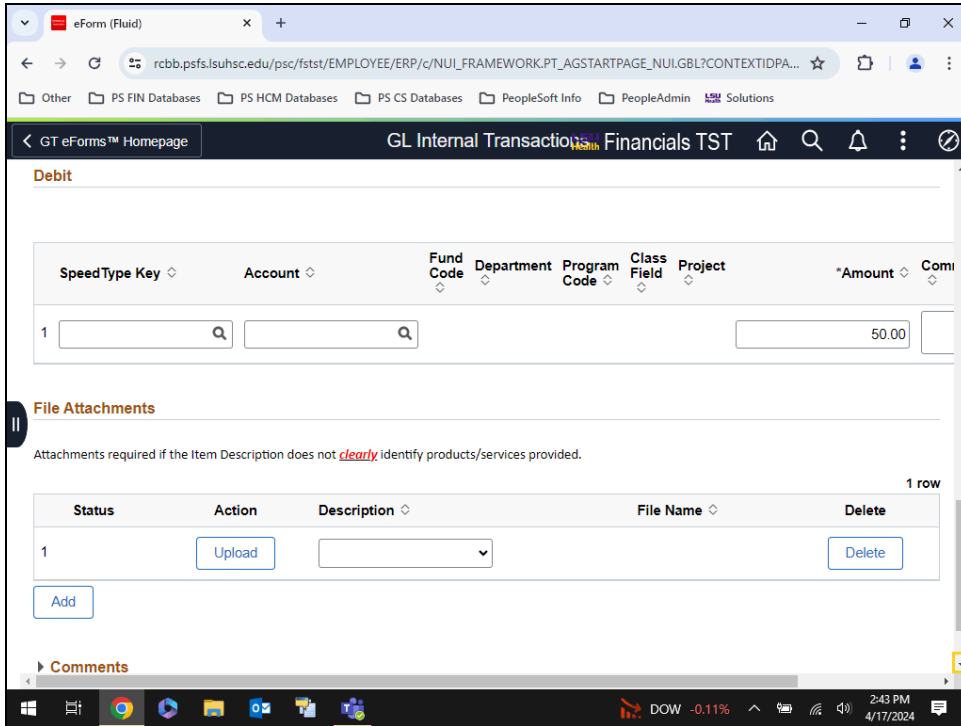 eForm (Fluid)
rcbb.psfs.lsuhsc.edu/psc/fstst/EMPLOYEE/ERP/c/NUI_FRAMEWORK.PT_AGSTARTPAGE_NUI.GBL?CONTEXTIDPA...
Other PS FIN Databases PS HCM Databases PS CS Databases PeopleSoft Info PeopleAdmin LSU Solutions
GT eForms™ Homepage GL Internal Transactions LSU Health Financials TST
Debit
SpeedType Key Account Fund Code Department Program Code Class Field Project *Amount Comm
1 50.00
File Attachments
Attachments required if the Item Description does not clearly identify products/services provided.
1 row
Status Action Description File Name Delete
1 Upload Delete
Add
Comments
DOW -0.11% 2:43 PM
4/17/2024